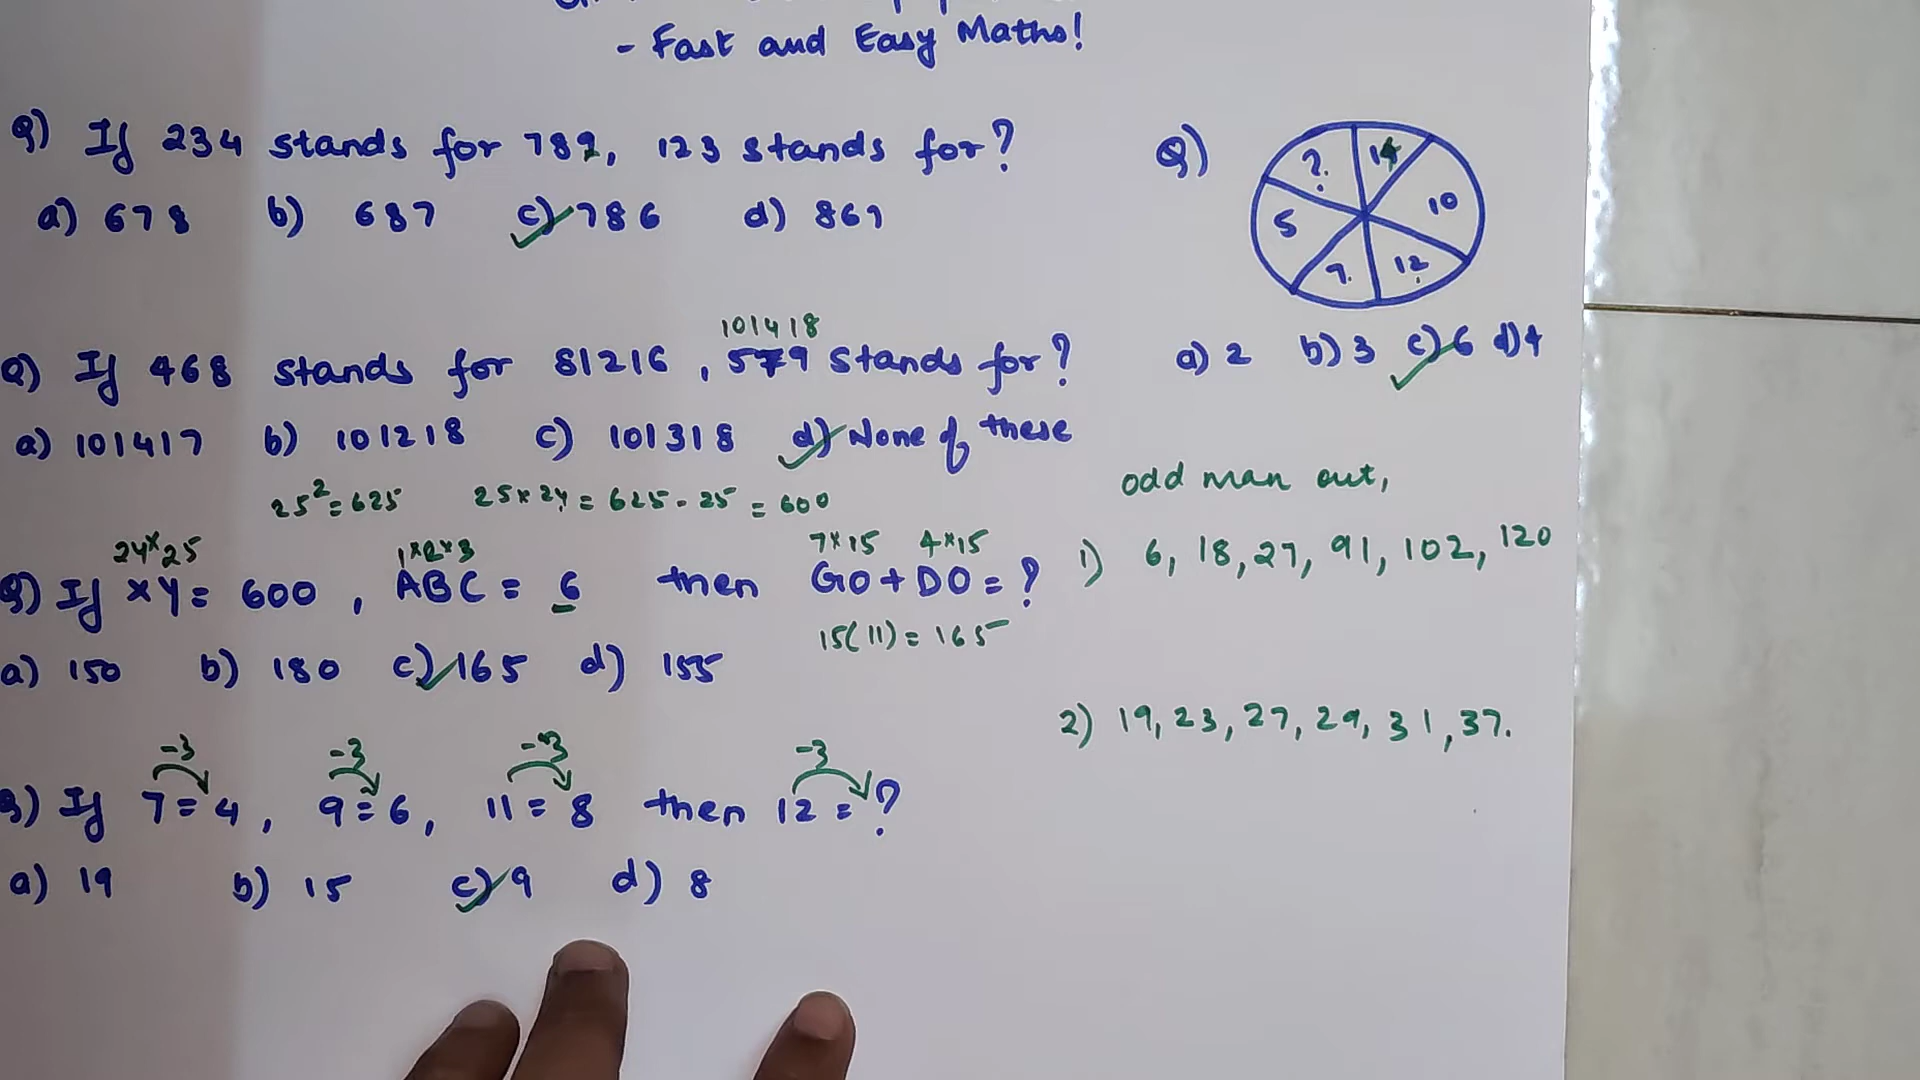 - Fast and Easy Maths!
Q) If 234 stands for 789, 123 stands for?
a) 678 b) 687 c) 786 d) 867
101418
Q) If 468 stands for 81216, 579 stands for?
a) 101417 b) 101218 c) 101318 d) None of these
25²=625 25×24 = 625-25 = 600
24×25 1×2×3 7×15 4×15
Q) If XY = 600, ABC = 6 then GO+DO = ?
15(11) = 165
a) 150 b) 180 c) 165 d) 155
-3 -3 -3 -3
Q) If 7=4, 9=6, 11=8 then 12=?
a) 19 b) 15 c) 9 d) 8
Q)
? 14
5 10
7 12
a) 2 b) 3 c) 6 d) 4
odd man out,
1) 6, 18, 27, 91, 102, 120
2) 19, 23, 27, 29, 31, 37.